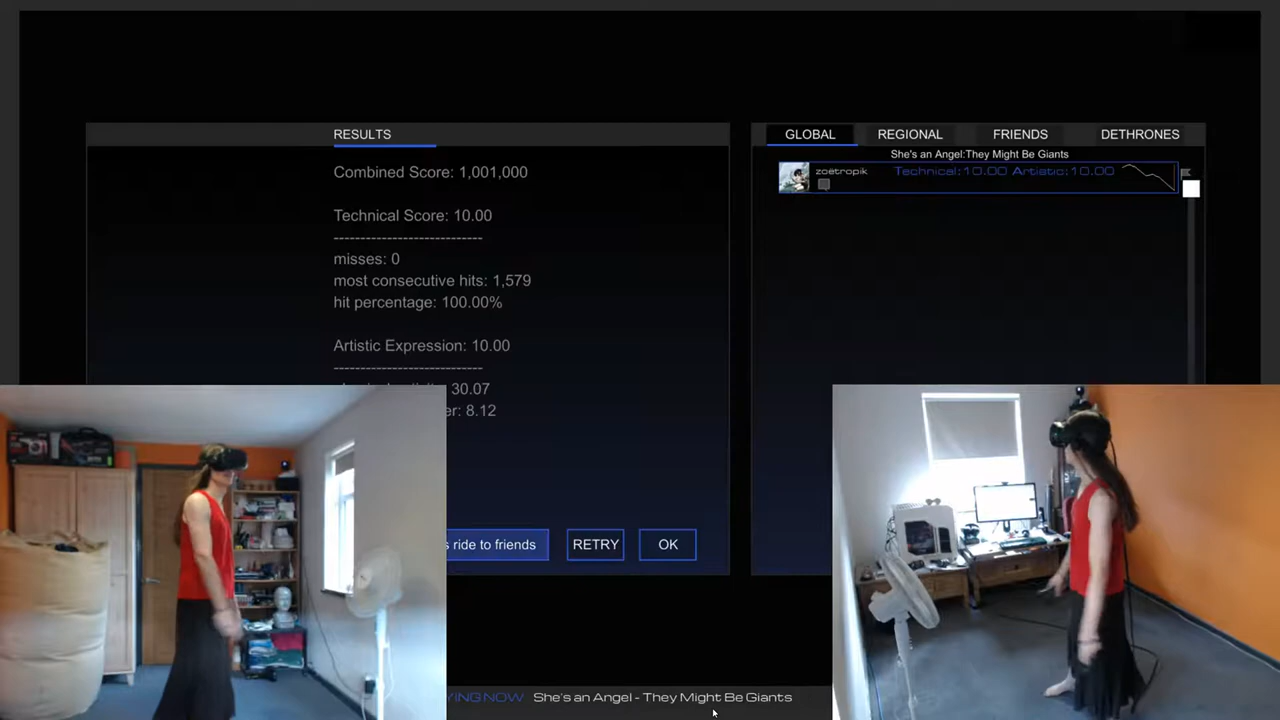 RESULTS
Combined Score: 1,001,000
Technical Score: 10.00
----------------------------
misses: 0
most consecutive hits: 1,579
hit percentage: 100.00%
Artistic Expression: 10.00
----------------------------
30.07
8.12
ride to friends
RETRY
OK
GLOBAL REGIONAL FRIENDS DETHRONES
She's an Angel:They Might Be Giants
zoëtropik Technical:10.00 Artistic:10.00
NOW She's an Angel - They Might Be Giants